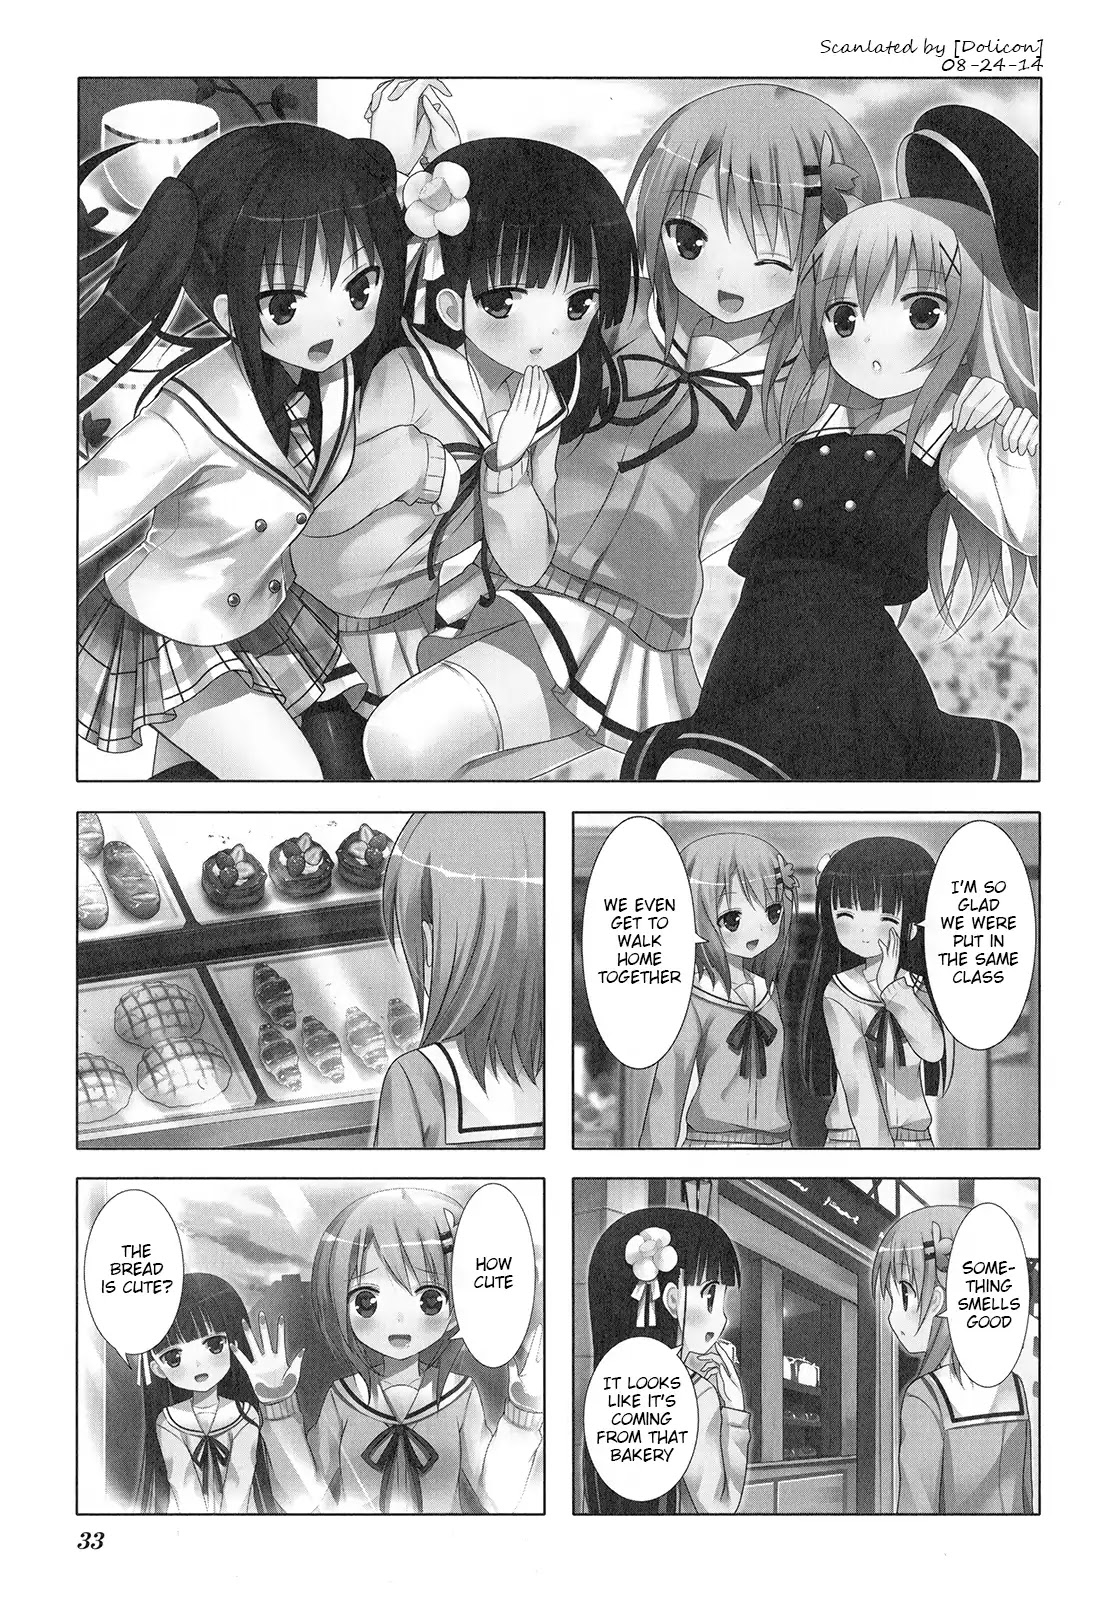 Scanlated by [Dolicon]
08-24-14
I'M SO
GLAD
WE WERE
PUT IN
THE SAME
CLASS
WE EVEN
GET TO
WALK
HOME
TOGETHER
SOME-
THING
SMELLS
GOOD
IT LOOKS
LIKE IT'S
COMING
FROM THAT
BAKERY
HOW
CUTE
THE
BREAD
IS CUTE?
33